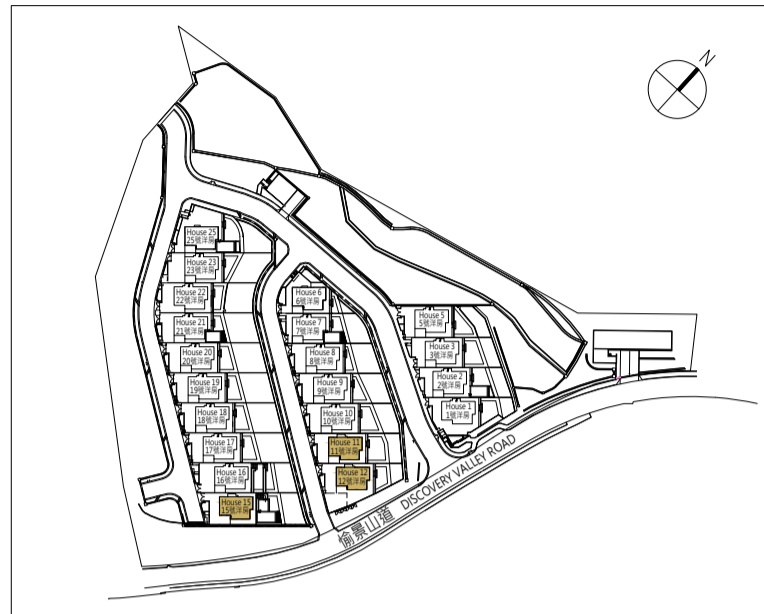 N
House 25
25號洋房
House 23
23號洋房
House 22
22號洋房
House 21
21號洋房
House 20
20號洋房
House 19
19號洋房
House 18
18號洋房
House 17
17號洋房
House 16
16號洋房
House 15
15號洋房
House 6
6號洋房
House 7
7號洋房
House 8
8號洋房
House 9
9號洋房
House 10
10號洋房
House 11
11號洋房
House 12
12號洋房
House 5
5號洋房
House 3
3號洋房
House 2
2號洋房
House 1
1號洋房
愉景山道 DISCOVERY VALLEY ROAD